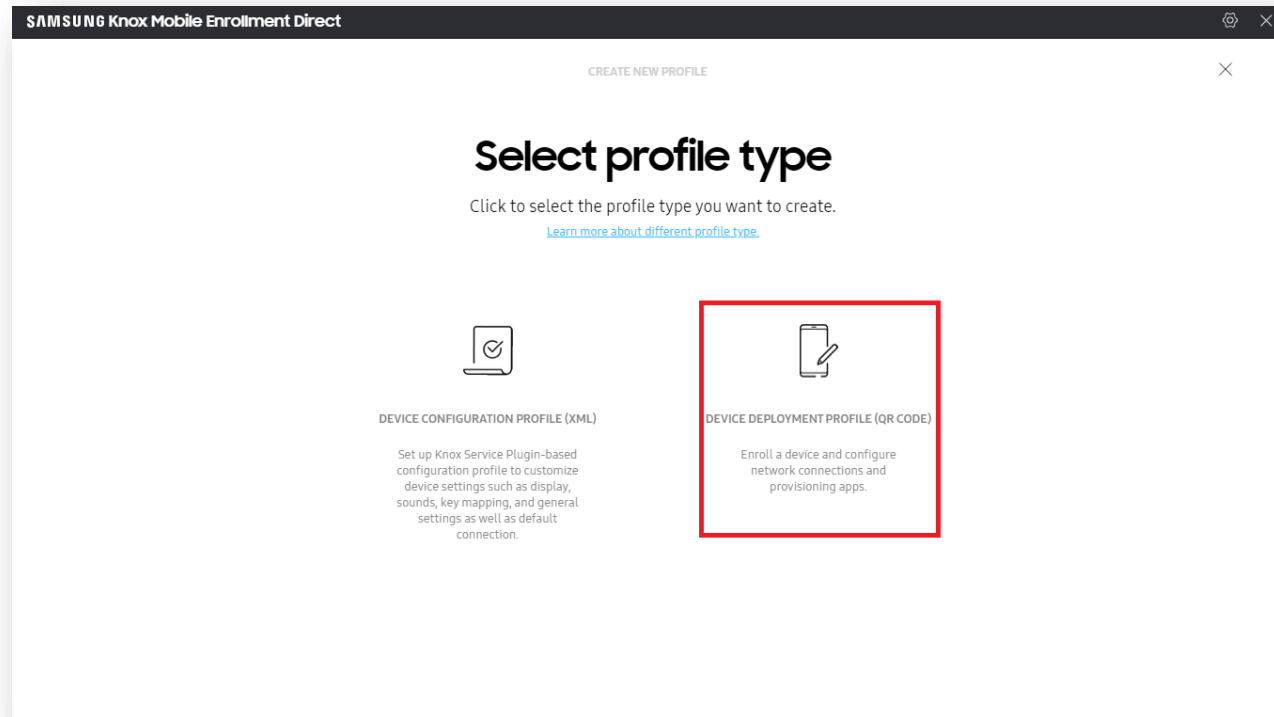 SAMSUNG Knox Mobile Enrollment Direct
CREATE NEW PROFILE
Select profile type
Click to select the profile type you want to create.
Learn more about different profile type.
DEVICE CONFIGURATION PROFILE (XML)
Set up Knox Service Plugin-based
configuration profile to customize
device settings such as display,
sounds, key mapping, and general
settings as well as default
connection.
DEVICE DEPLOYMENT PROFILE (QR CODE)
Enroll a device and configure
network connections and
provisioning apps.